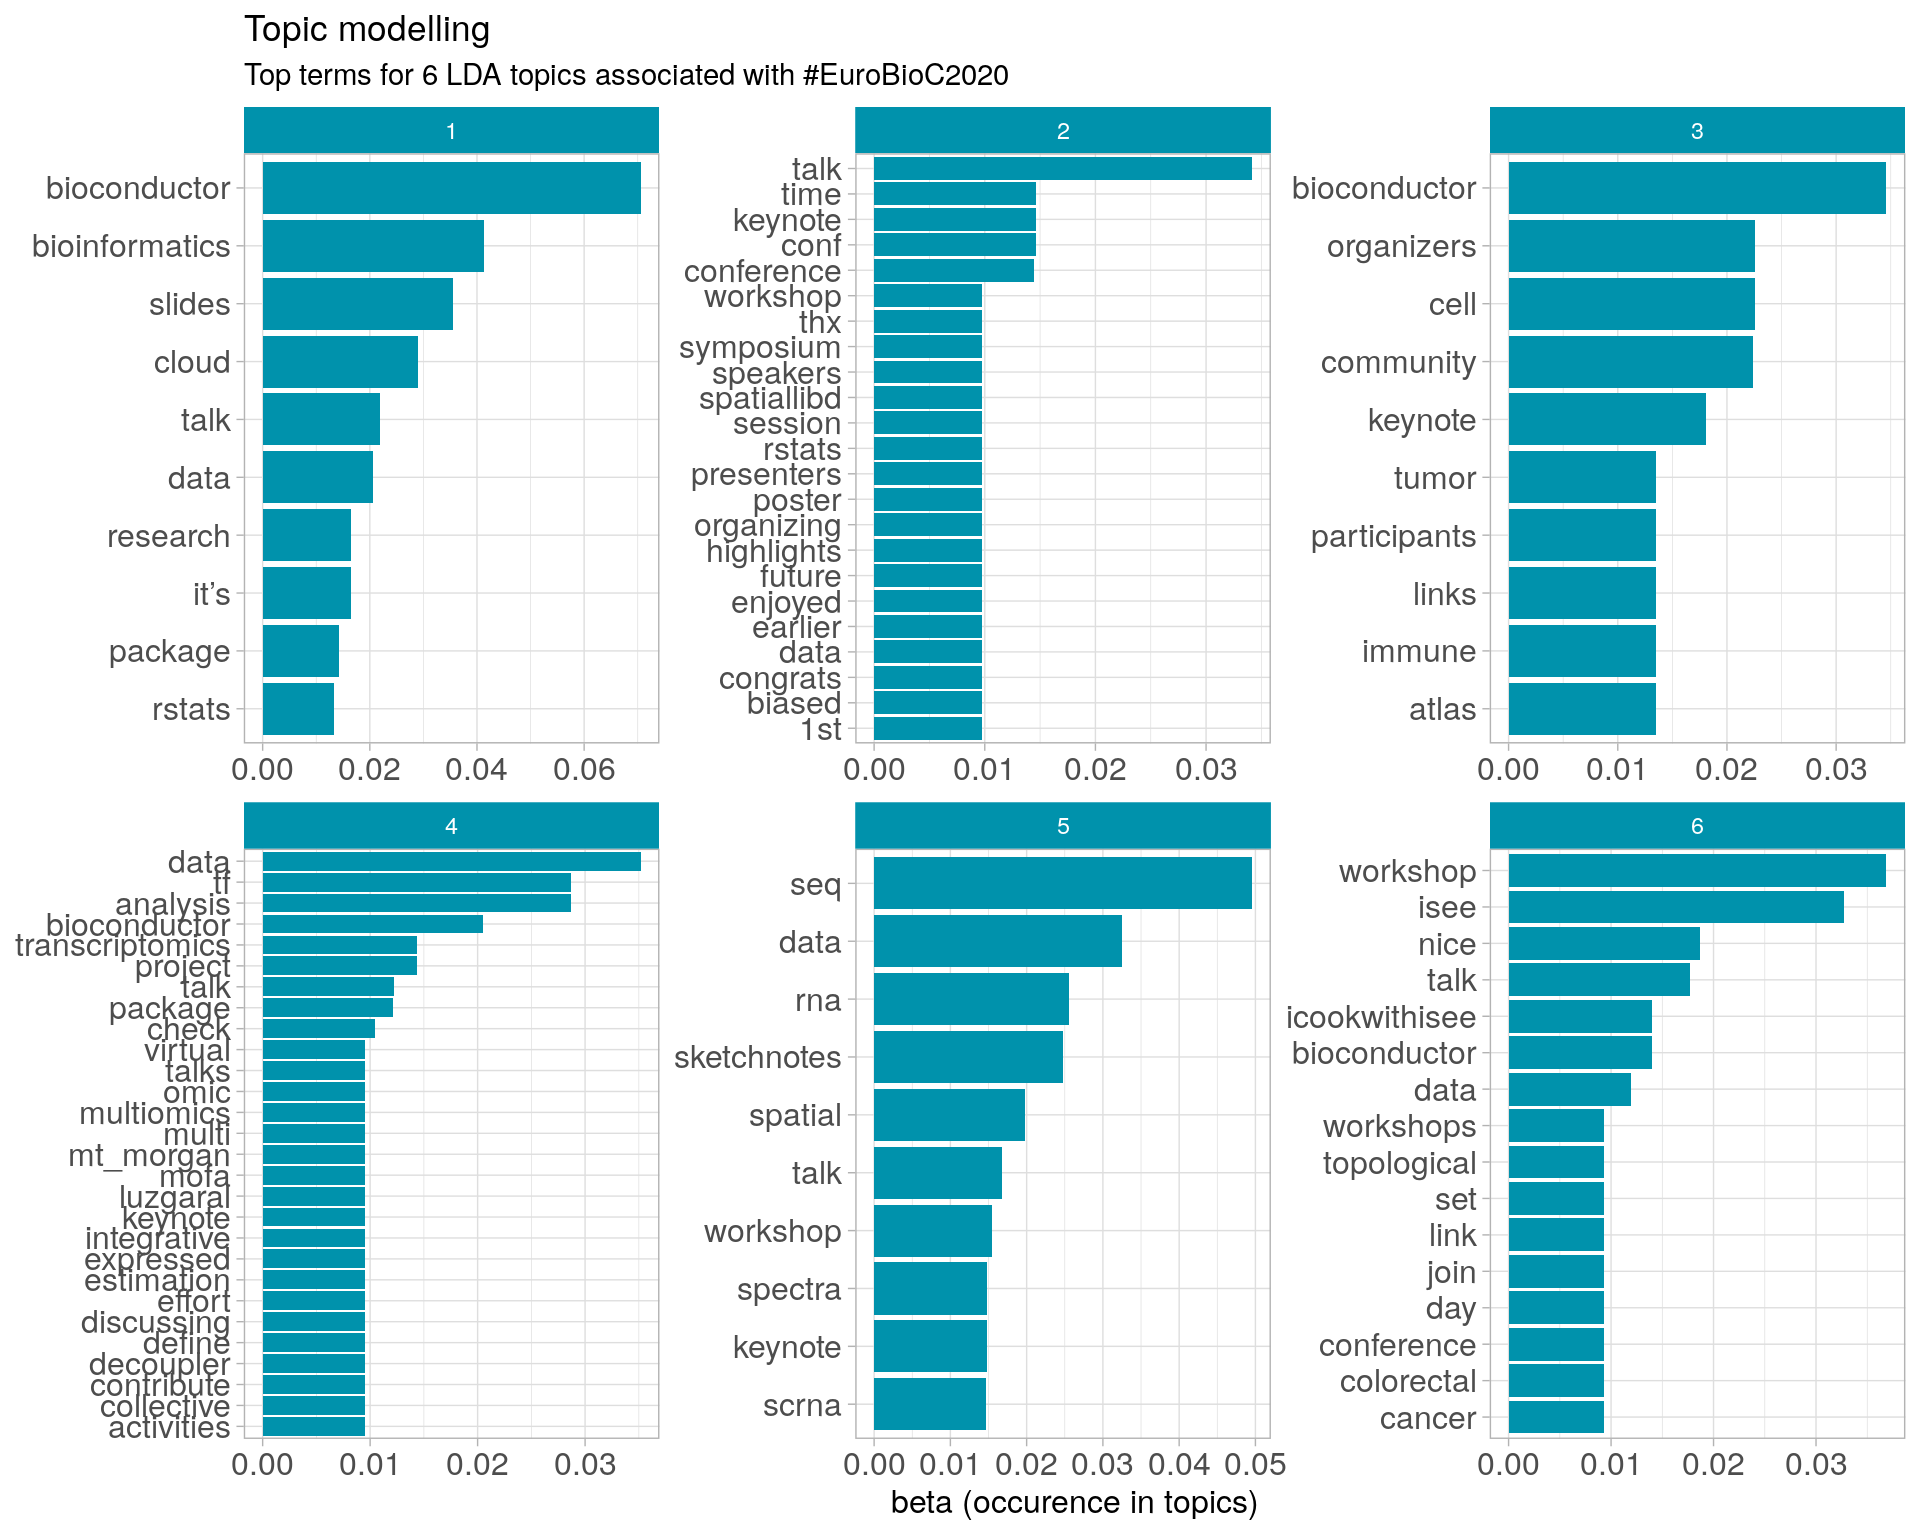 Topic modelling
Top terms for 6 LDA topics associated with #EuroBioC2020
1
bioconductor
bioinformatics
slides
cloud
talk
data
research
it’s
package
rstats
0.00 0.02 0.04 0.06
2
talk
time
keynote
conf
conference
workshop
thx
symposium
speakers
spatiallibd
session
rstats
presenters
poster
organizing
highlights
future
enjoyed
earlier
data
congrats
biased
1st
0.00 0.01 0.02 0.03
3
bioconductor
organizers
cell
community
keynote
tumor
participants
links
immune
atlas
0.00 0.01 0.02 0.03
4
data
tf
analysis
bioconductor
transcriptomics
project
talk
package
check
virtual
talks
omic
multiomics
multi
mt_morgan
mofa
luzgaral
keynote
integrative
expressed
estimation
effort
discussing
define
decoupler
contribute
collective
activities
0.00 0.01 0.02 0.03
5
seq
data
rna
sketchnotes
spatial
talk
workshop
spectra
keynote
scrna
0.00 0.01 0.02 0.03 0.04 0.05
6
workshop
isee
nice
talk
icookwithisee
bioconductor
data
workshops
topological
set
link
join
day
conference
colorectal
cancer
0.00 0.01 0.02 0.03
beta (occurence in topics)